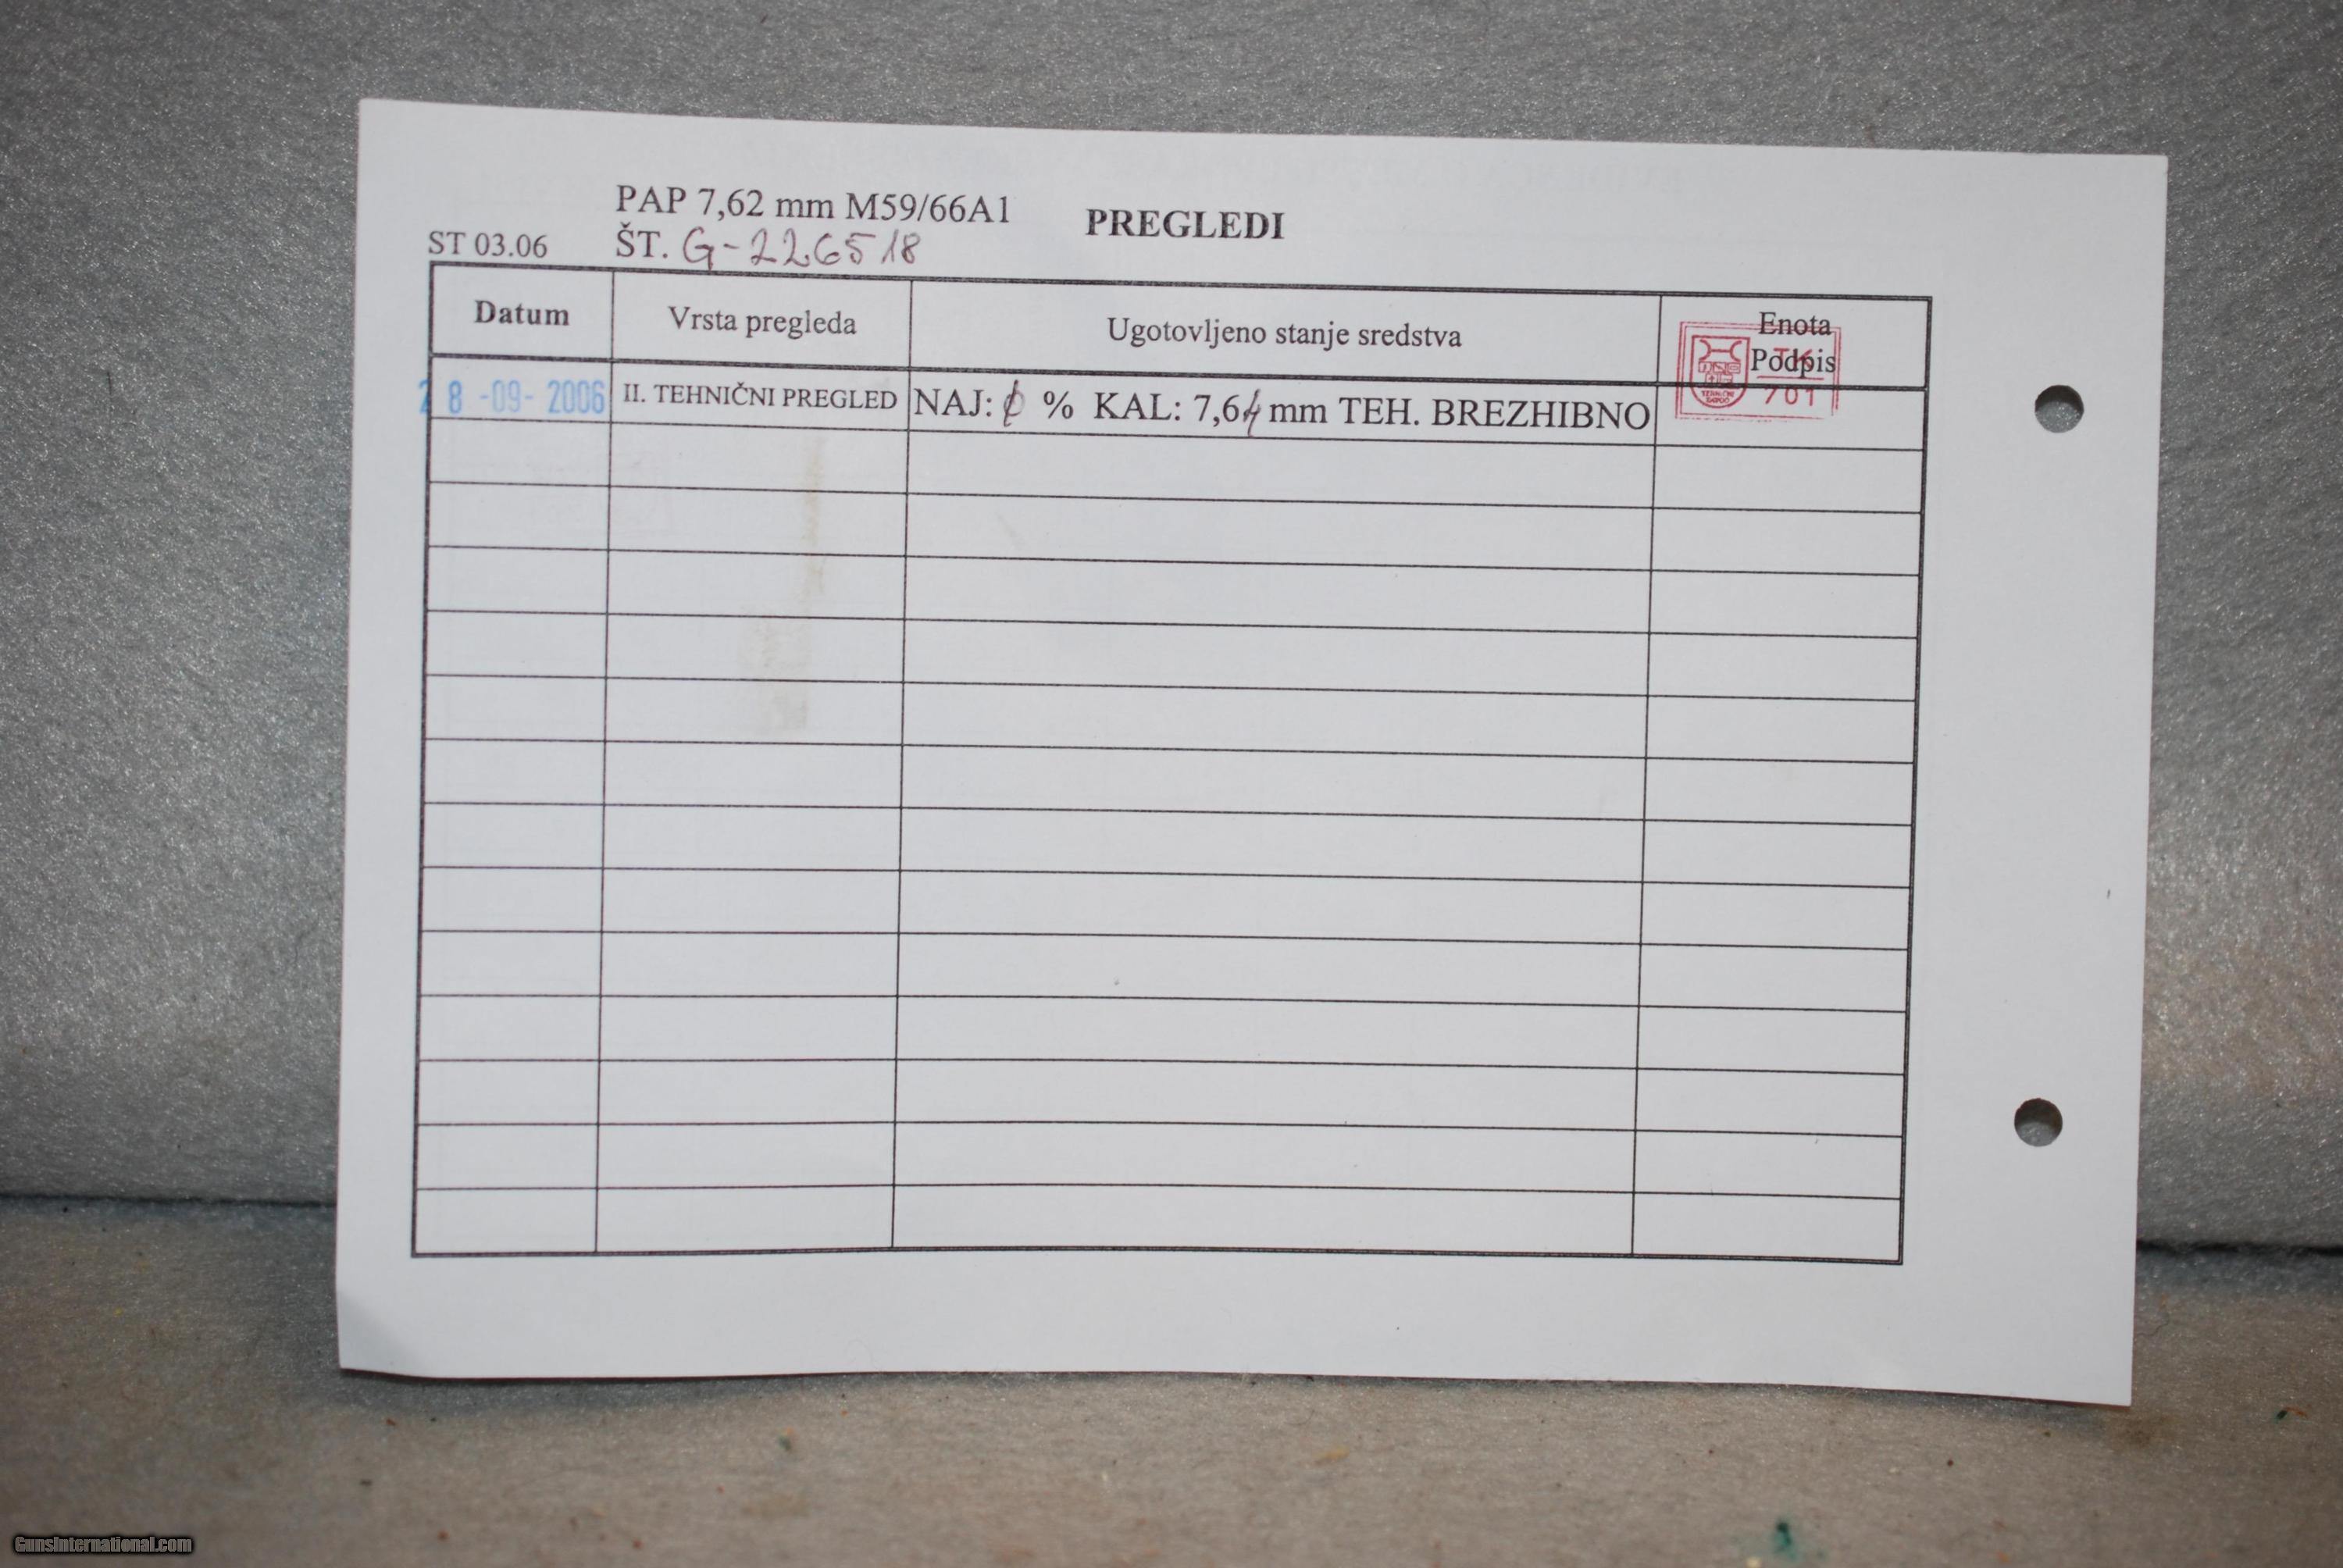 PAP 7,62 mm M59/66A1
PREGLEDI
ST 03.06
ŠT. G-226518
Datum
Vrsta pregleda
Ugotovljeno stanje sredstva
Enota
Podpis
28-09-2006
II. TEHNIČNI PREGLED
NAJ: ϕ % KAL: 7,64 mm TEH. BREZHIBNO
TK
701
GunsInternational.com